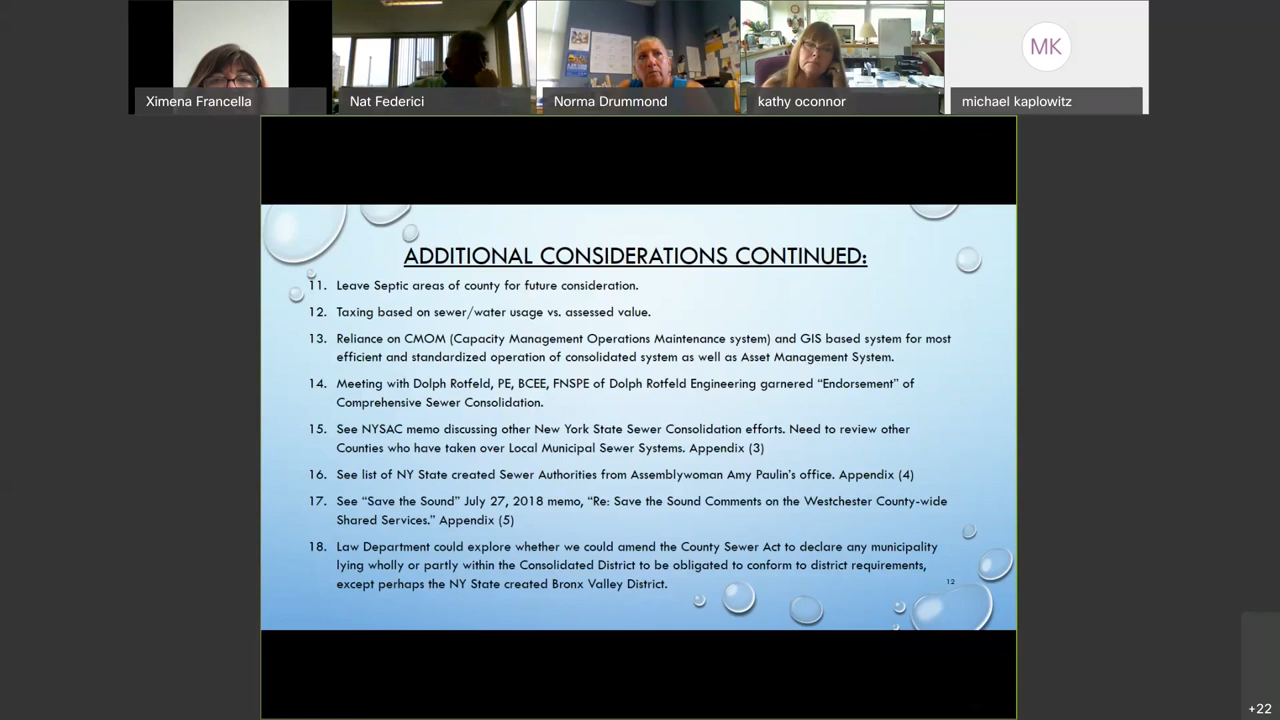 Ximena Francella
Nat Federici
Norma Drummond
kathy oconnor
MK
michael kaplowitz
ADDITIONAL CONSIDERATIONS CONTINUED:
11. Leave Septic areas of county for future consideration.
12. Taxing based on sewer/water usage vs. assessed value.
13. Reliance on CMOM (Capacity Management Operations Maintenance system) and GIS based system for most
efficient and standardized operation of consolidated system as well as Asset Management System.
14. Meeting with Dolph Rotfeld, PE, BCEE, FNSPE of Dolph Rotfeld Engineering garnered “Endorsement” of
Comprehensive Sewer Consolidation.
15. See NYSAC memo discussing other New York State Sewer Consolidation efforts. Need to review other
Counties who have taken over Local Municipal Sewer Systems. Appendix (3)
16. See list of NY State created Sewer Authorities from Assemblywoman Amy Paulin’s office. Appendix (4)
17. See “Save the Sound” July 27, 2018 memo, “Re: Save the Sound Comments on the Westchester County-wide
Shared Services.” Appendix (5)
18. Law Department could explore whether we could amend the County Sewer Act to declare any municipality
lying wholly or partly within the Consolidated District to be obligated to conform to district requirements,
except perhaps the NY State created Bronx Valley District.
12
+22